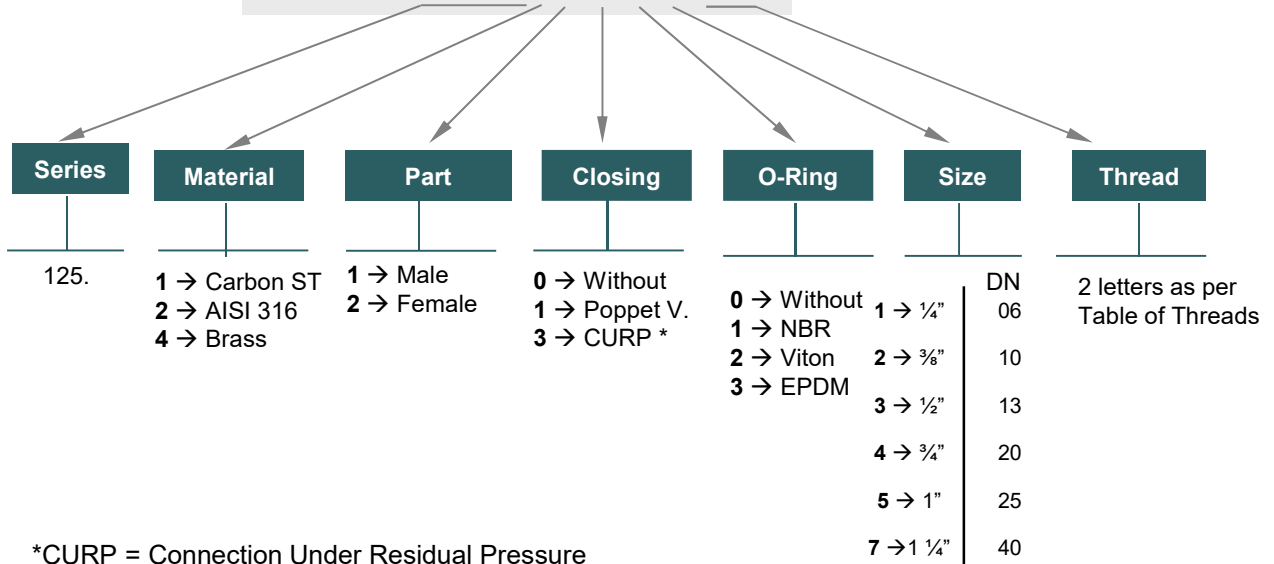 Series
Material
Part
Closing
O-Ring
Size
Thread
125.
1 → Carbon ST
2 → AISI 316
4 → Brass
1 → Male
2 → Female
0 → Without
1 → Poppet V.
3 → CURP *
0 → Without
1 → NBR
2 → Viton
3 → EPDM
DN
1 → ¼” 06
2 → ⅜” 10
3 → ½” 13
4 → ¾” 20
5 → 1” 25
7 →1 ¼” 40
2 letters as per
Table of Threads
*CURP = Connection Under Residual Pressure